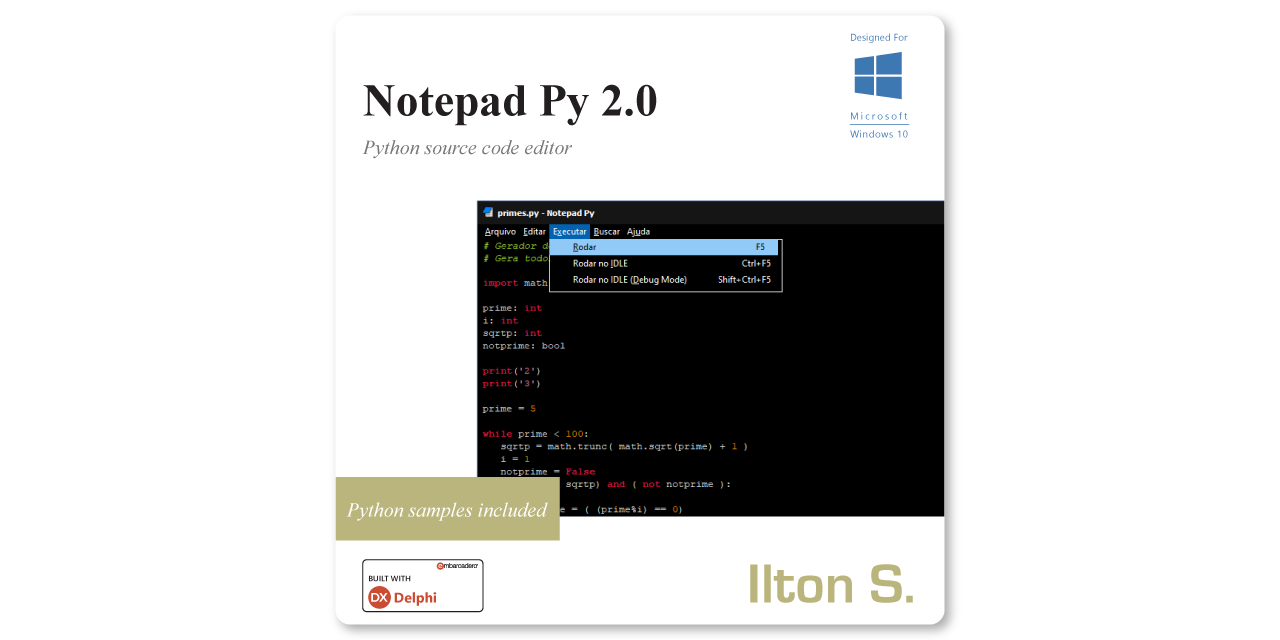 Designed For
Microsoft
Windows 10
Notepad Py 2.0
Python source code editor
primes.py - Notepad Py
Arquivo Editar Executar Buscar Ajuda
Rodar F5
Rodar no IDLE Ctrl+F5
Rodar no IDLE (Debug Mode) Shift+Ctrl+F5
# Gerador d
# Gera todo
import math
prime: int
i: int
sqrtp: int
notprime: bool
print('2')
print('3')
prime = 5
while prime < 100:
sqrtp = math.trunc( math.sqrt(prime) + 1 )
i = 1
notprime = False
sqrtp) and ( not notprime ):
e = ( (prime%i) == 0)
Python samples included
embarcadero
BUILT WITH
DX Delphi
Ilton S.